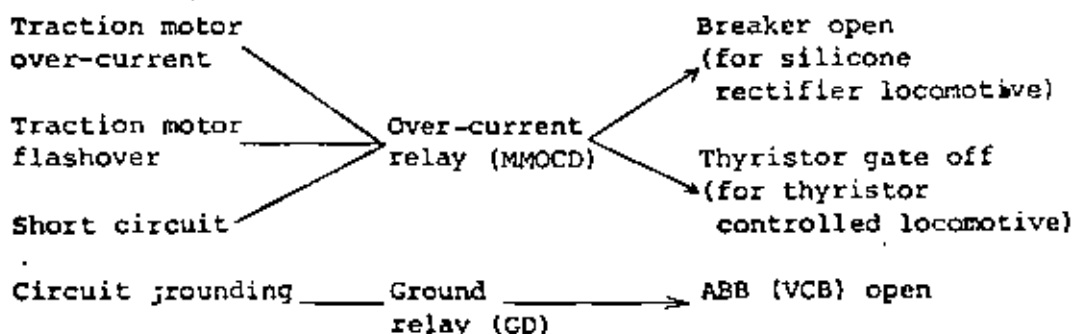 Traction motor
over-current
Traction motor
flashover
Short circuit
Over-current
relay (MMOCD)
Breaker open
(for silicone
rectifier locomotive)
Thyristor gate off
(for thyristor
controlled locomotive)
Circuit grounding
Ground
relay (GD)
ABB (VCB) open